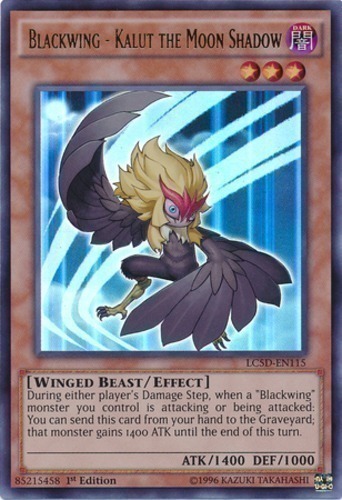 Blackwing - Kalut the Moon Shadow
DARK
闇
LC5D-EN115
[Winged Beast/Effect]
During either player's Damage Step, when a "Blackwing"
monster you control is attacking or being attacked:
You can send this card from your hand to the Graveyard;
that monster gains 1400 ATK until the end of this turn.
ATK/1400 DEF/1000
85215458 1st Edition ©1996 KAZUKI TAKAHASHI